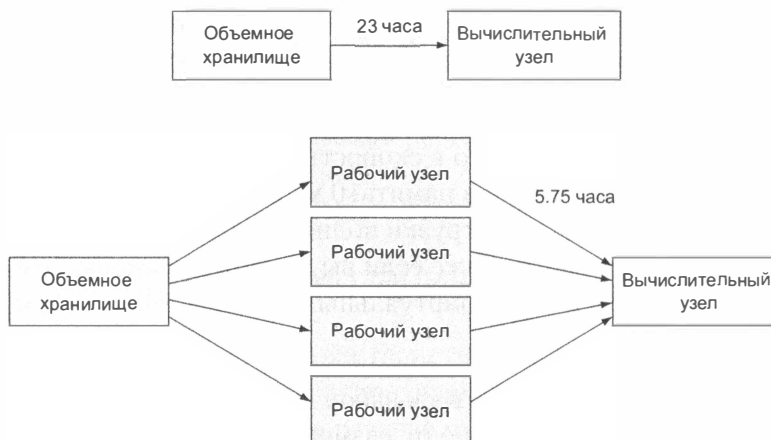 Объемное
хранилище
23 часа
Вычислительный
узел
Рабочий узел
5.75 часа
Рабочий узел
Объемное
хранилище
Вычислительный
узел
Рабочий узел
Рабочий узел